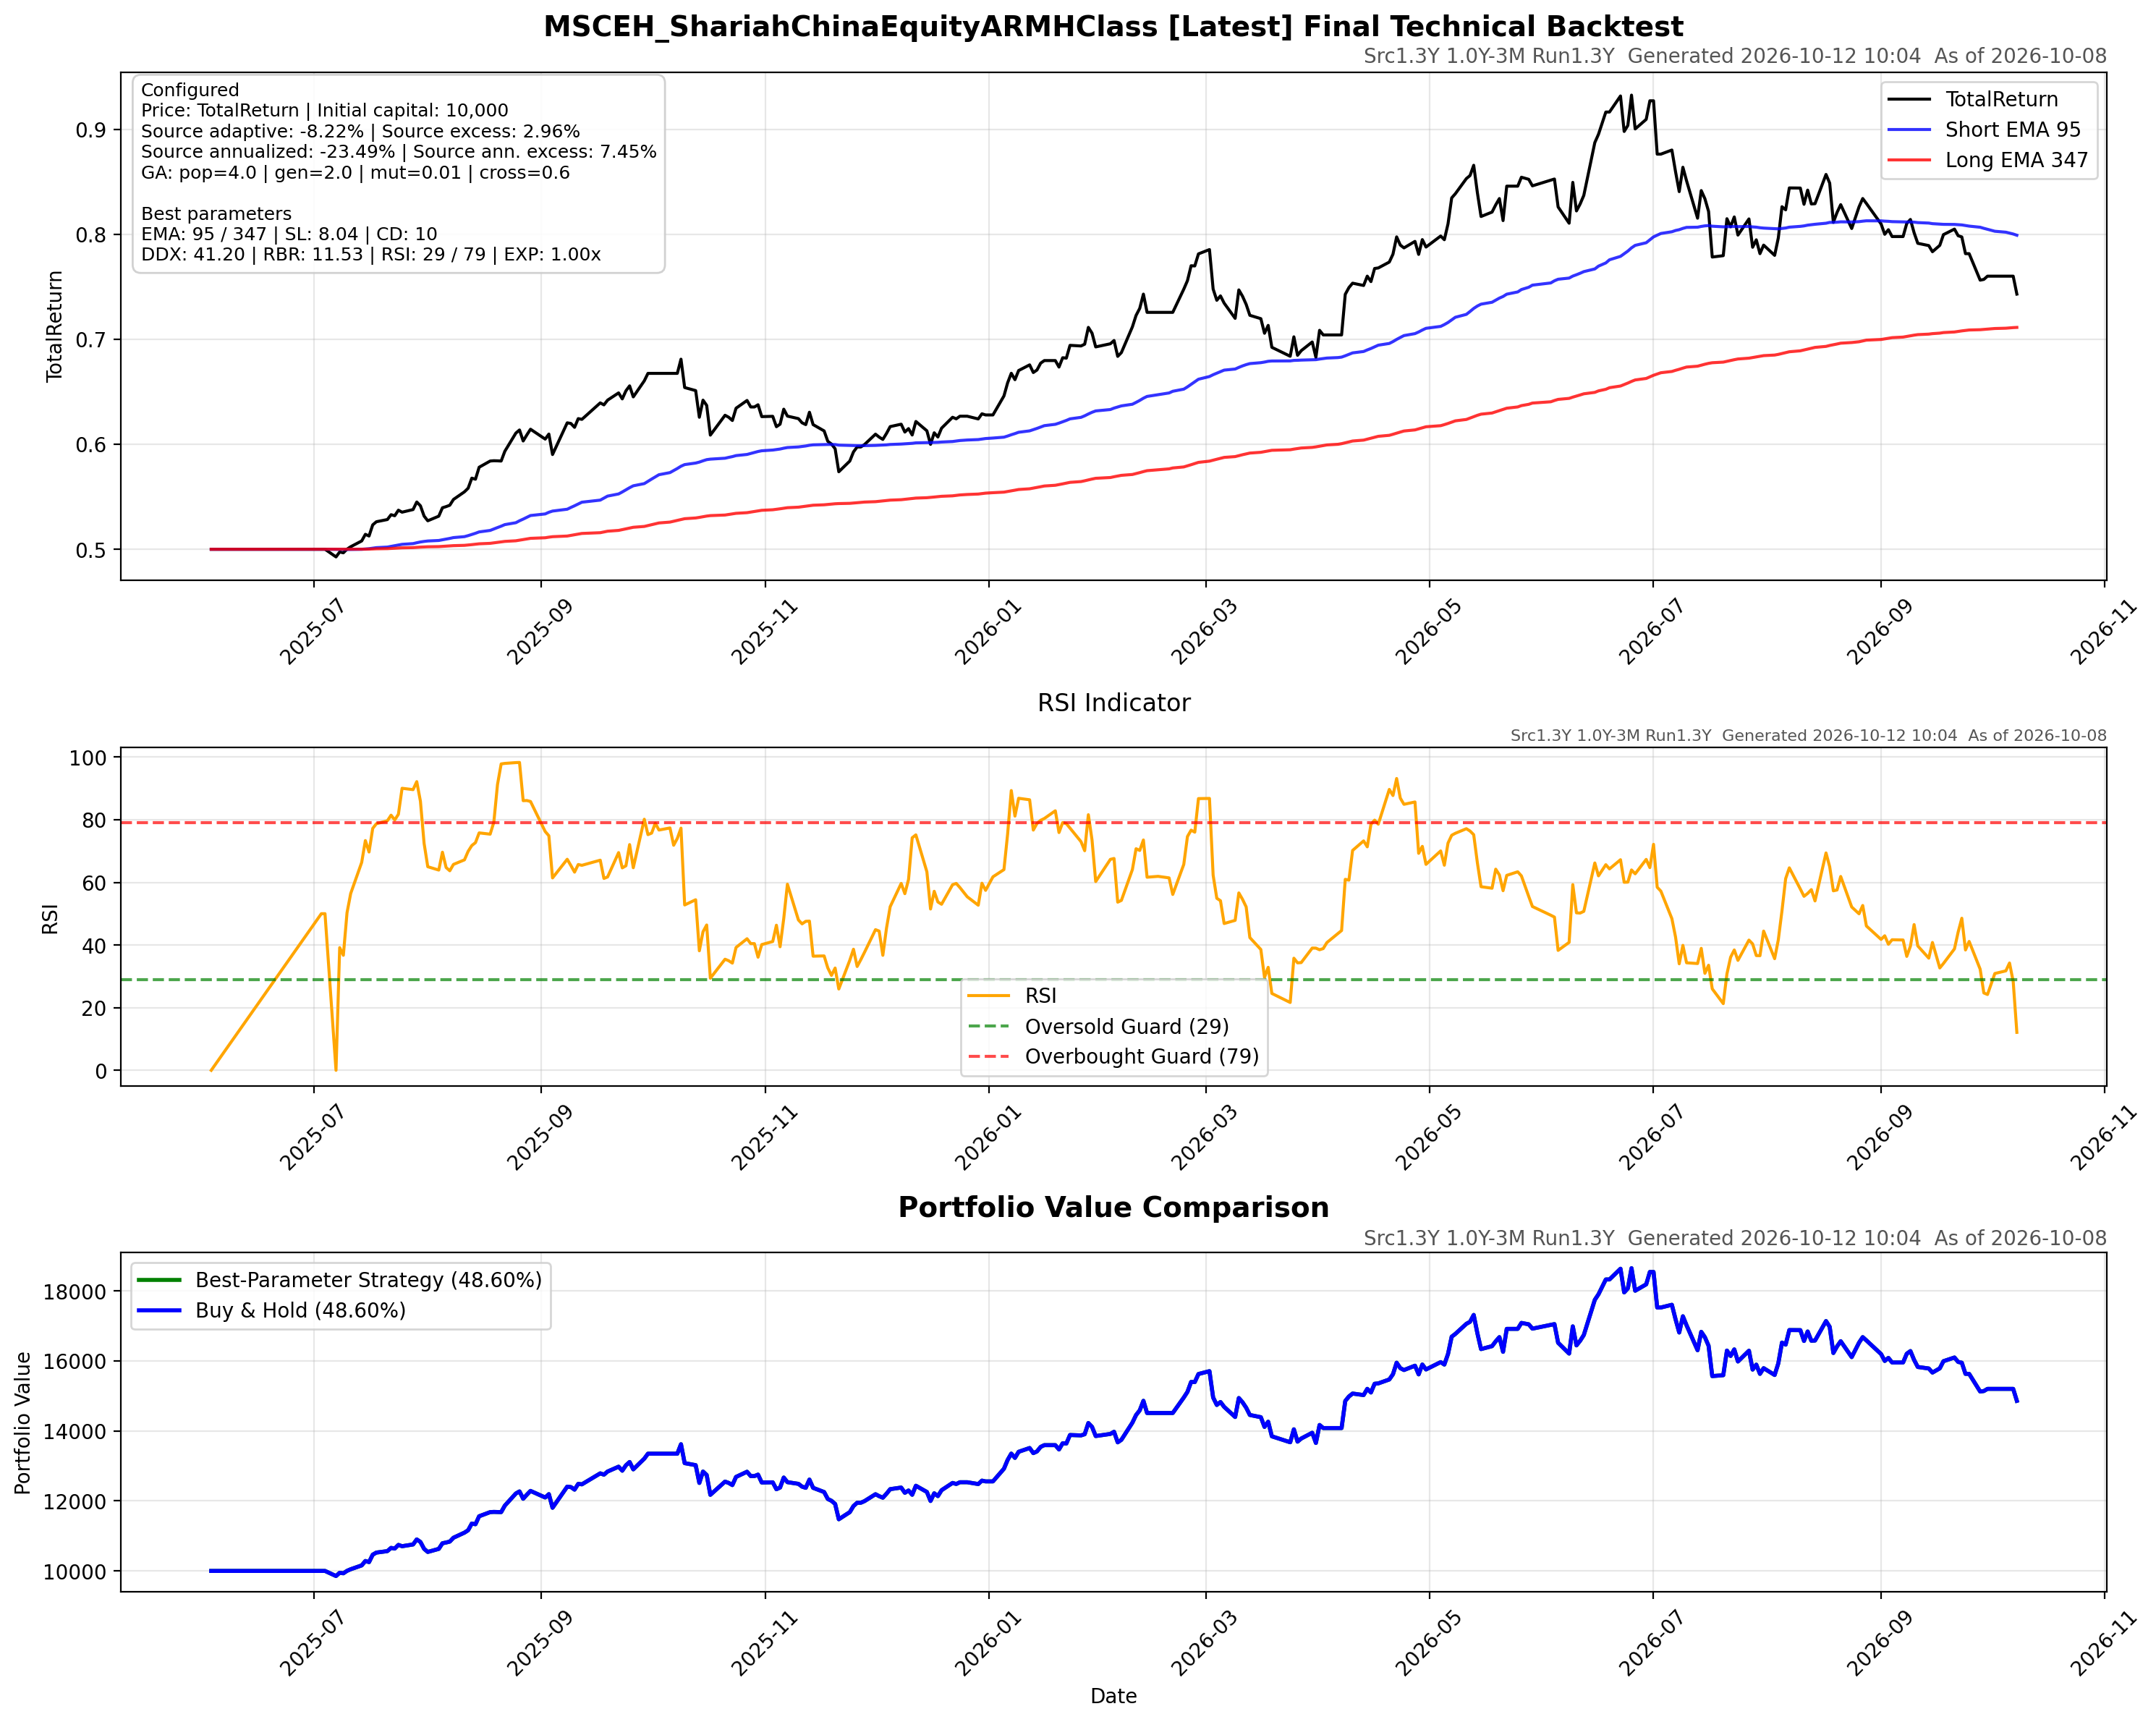 MSCEH_ShariahChinaEquityARMHClass [Latest] Final Technical Backtest
Src1.3Y 1.0Y-3M Run1.3Y  Generated 2026-10-12 10:04  As of 2026-10-08
Configured
Price: TotalReturn | Initial capital: 10,000
Source adaptive: -8.22% | Source excess: 2.96%
Source annualized: -23.49% | Source ann. excess: 7.45%
GA: pop=4.0 | gen=2.0 | mut=0.01 | cross=0.6
Best parameters
EMA: 95 / 347 | SL: 8.04 | CD: 10
DDX: 41.20 | RBR: 11.53 | RSI: 29 / 79 | EXP: 1.00x
TotalReturn
Short EMA 95
Long EMA 347
TotalReturn
0.9
0.8
0.7
0.6
0.5
2025-07
2025-09
2025-11
2026-01
2026-03
2026-05
2026-07
2026-09
2026-11
RSI Indicator
Src1.3Y 1.0Y-3M Run1.3Y  Generated 2026-10-12 10:04  As of 2026-10-08
RSI
100
80
60
40
20
0
RSI
Oversold Guard (29)
Overbought Guard (79)
2025-07
2025-09
2025-11
2026-01
2026-03
2026-05
2026-07
2026-09
2026-11
Portfolio Value Comparison
Src1.3Y 1.0Y-3M Run1.3Y  Generated 2026-10-12 10:04  As of 2026-10-08
Best-Parameter Strategy (48.60%)
Buy & Hold (48.60%)
Portfolio Value
18000
16000
14000
12000
10000
2025-07
2025-09
2025-11
2026-01
2026-03
2026-05
2026-07
2026-09
2026-11
Date